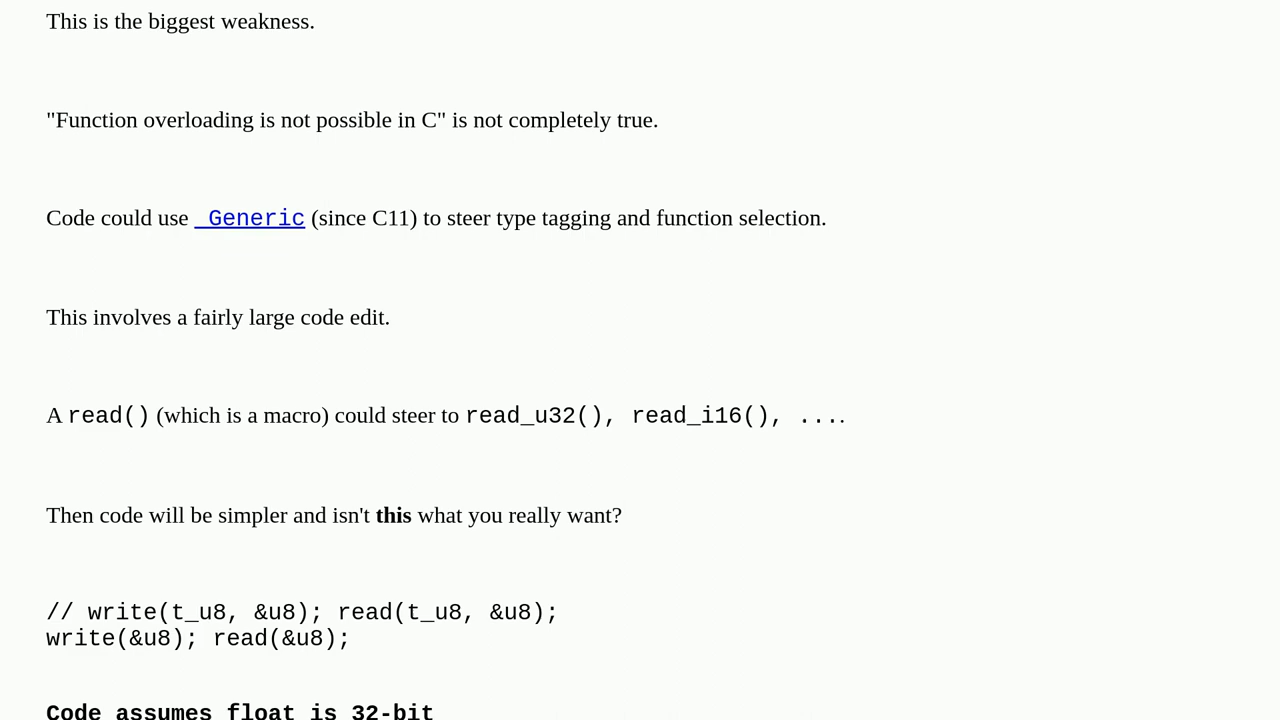 This is the biggest weakness.
"Function overloading is not possible in C" is not completely true.
Code could use _Generic (since C11) to steer type tagging and function selection.
This involves a fairly large code edit.
A read() (which is a macro) could steer to read_u32(), read_i16(), ....
Then code will be simpler and isn't this what you really want?
// write(t_u8, &u8); read(t_u8, &u8);
write(&u8); read(&u8);
Code assumes float is 32-bit